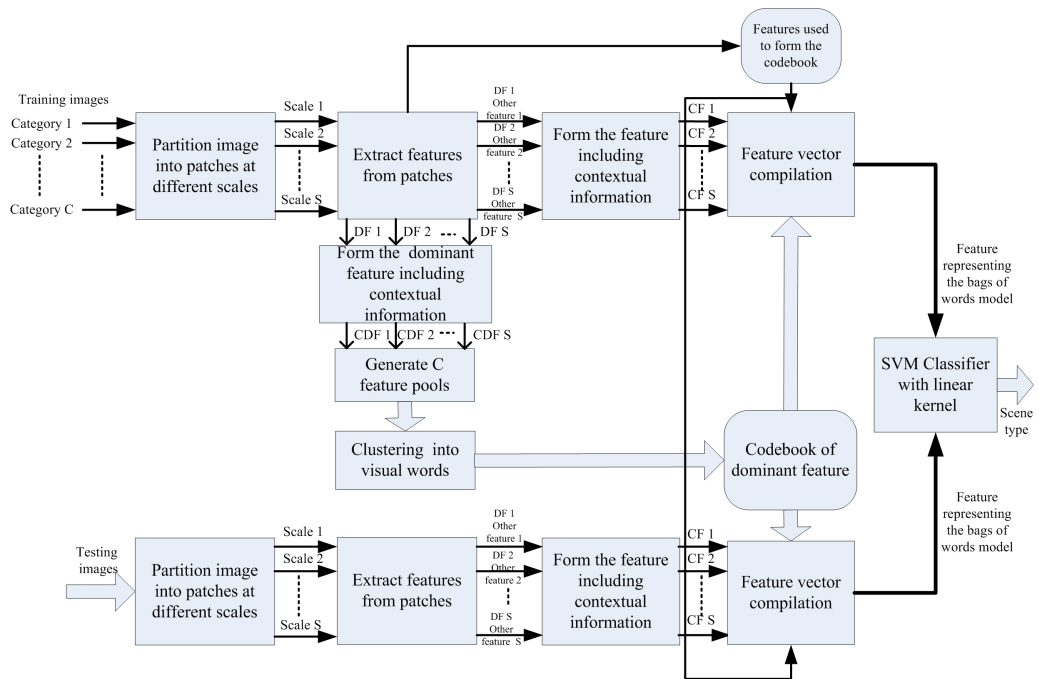 Features used
to form the
codebook
Training images
Category 1
Category 2
Category C
Partition image
into patches at
different scales
Scale 1
Scale 2
Scale S
Extract features
from patches
DF 1
Other
feature 1
DF 2
Other
feature 2
DF S
Other
feature S
Form the feature
including
contextual
information
CF 1
CF 2
CF S
Feature vector
compilation
DF 1
DF 2
DF S
Form the dominant
feature including
contextual
information
CDF 1
CDF 2
CDF S
Generate C
feature pools
Clustering into
visual words
Codebook of
dominant feature
Feature
representing
the bags of
words model
SVM Classifier
with linear
kernel
Scene
type
Feature
representing
the bags of
words model
Testing
images
Partition image
into patches at
different scales
Scale 1
Scale 2
Scale S
Extract features
from patches
DF 1
Other
feature 1
DF 2
Other
feature 2
DF S
Other
feature S
Form the feature
including
contextual
information
CF 1
CF 2
CF S
Feature vector
compilation